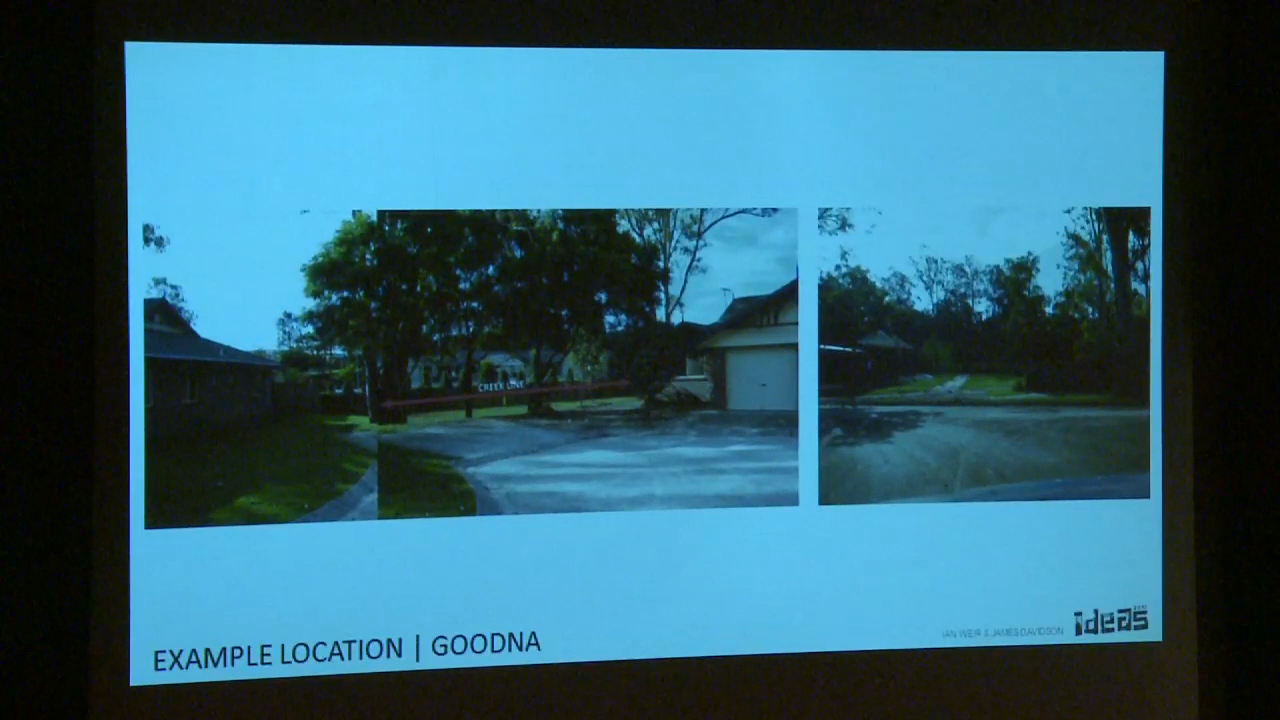 CREEK LINE
EXAMPLE LOCATION | GOODNA
IAN WEIR & JAMES DAVIDSON
ideas